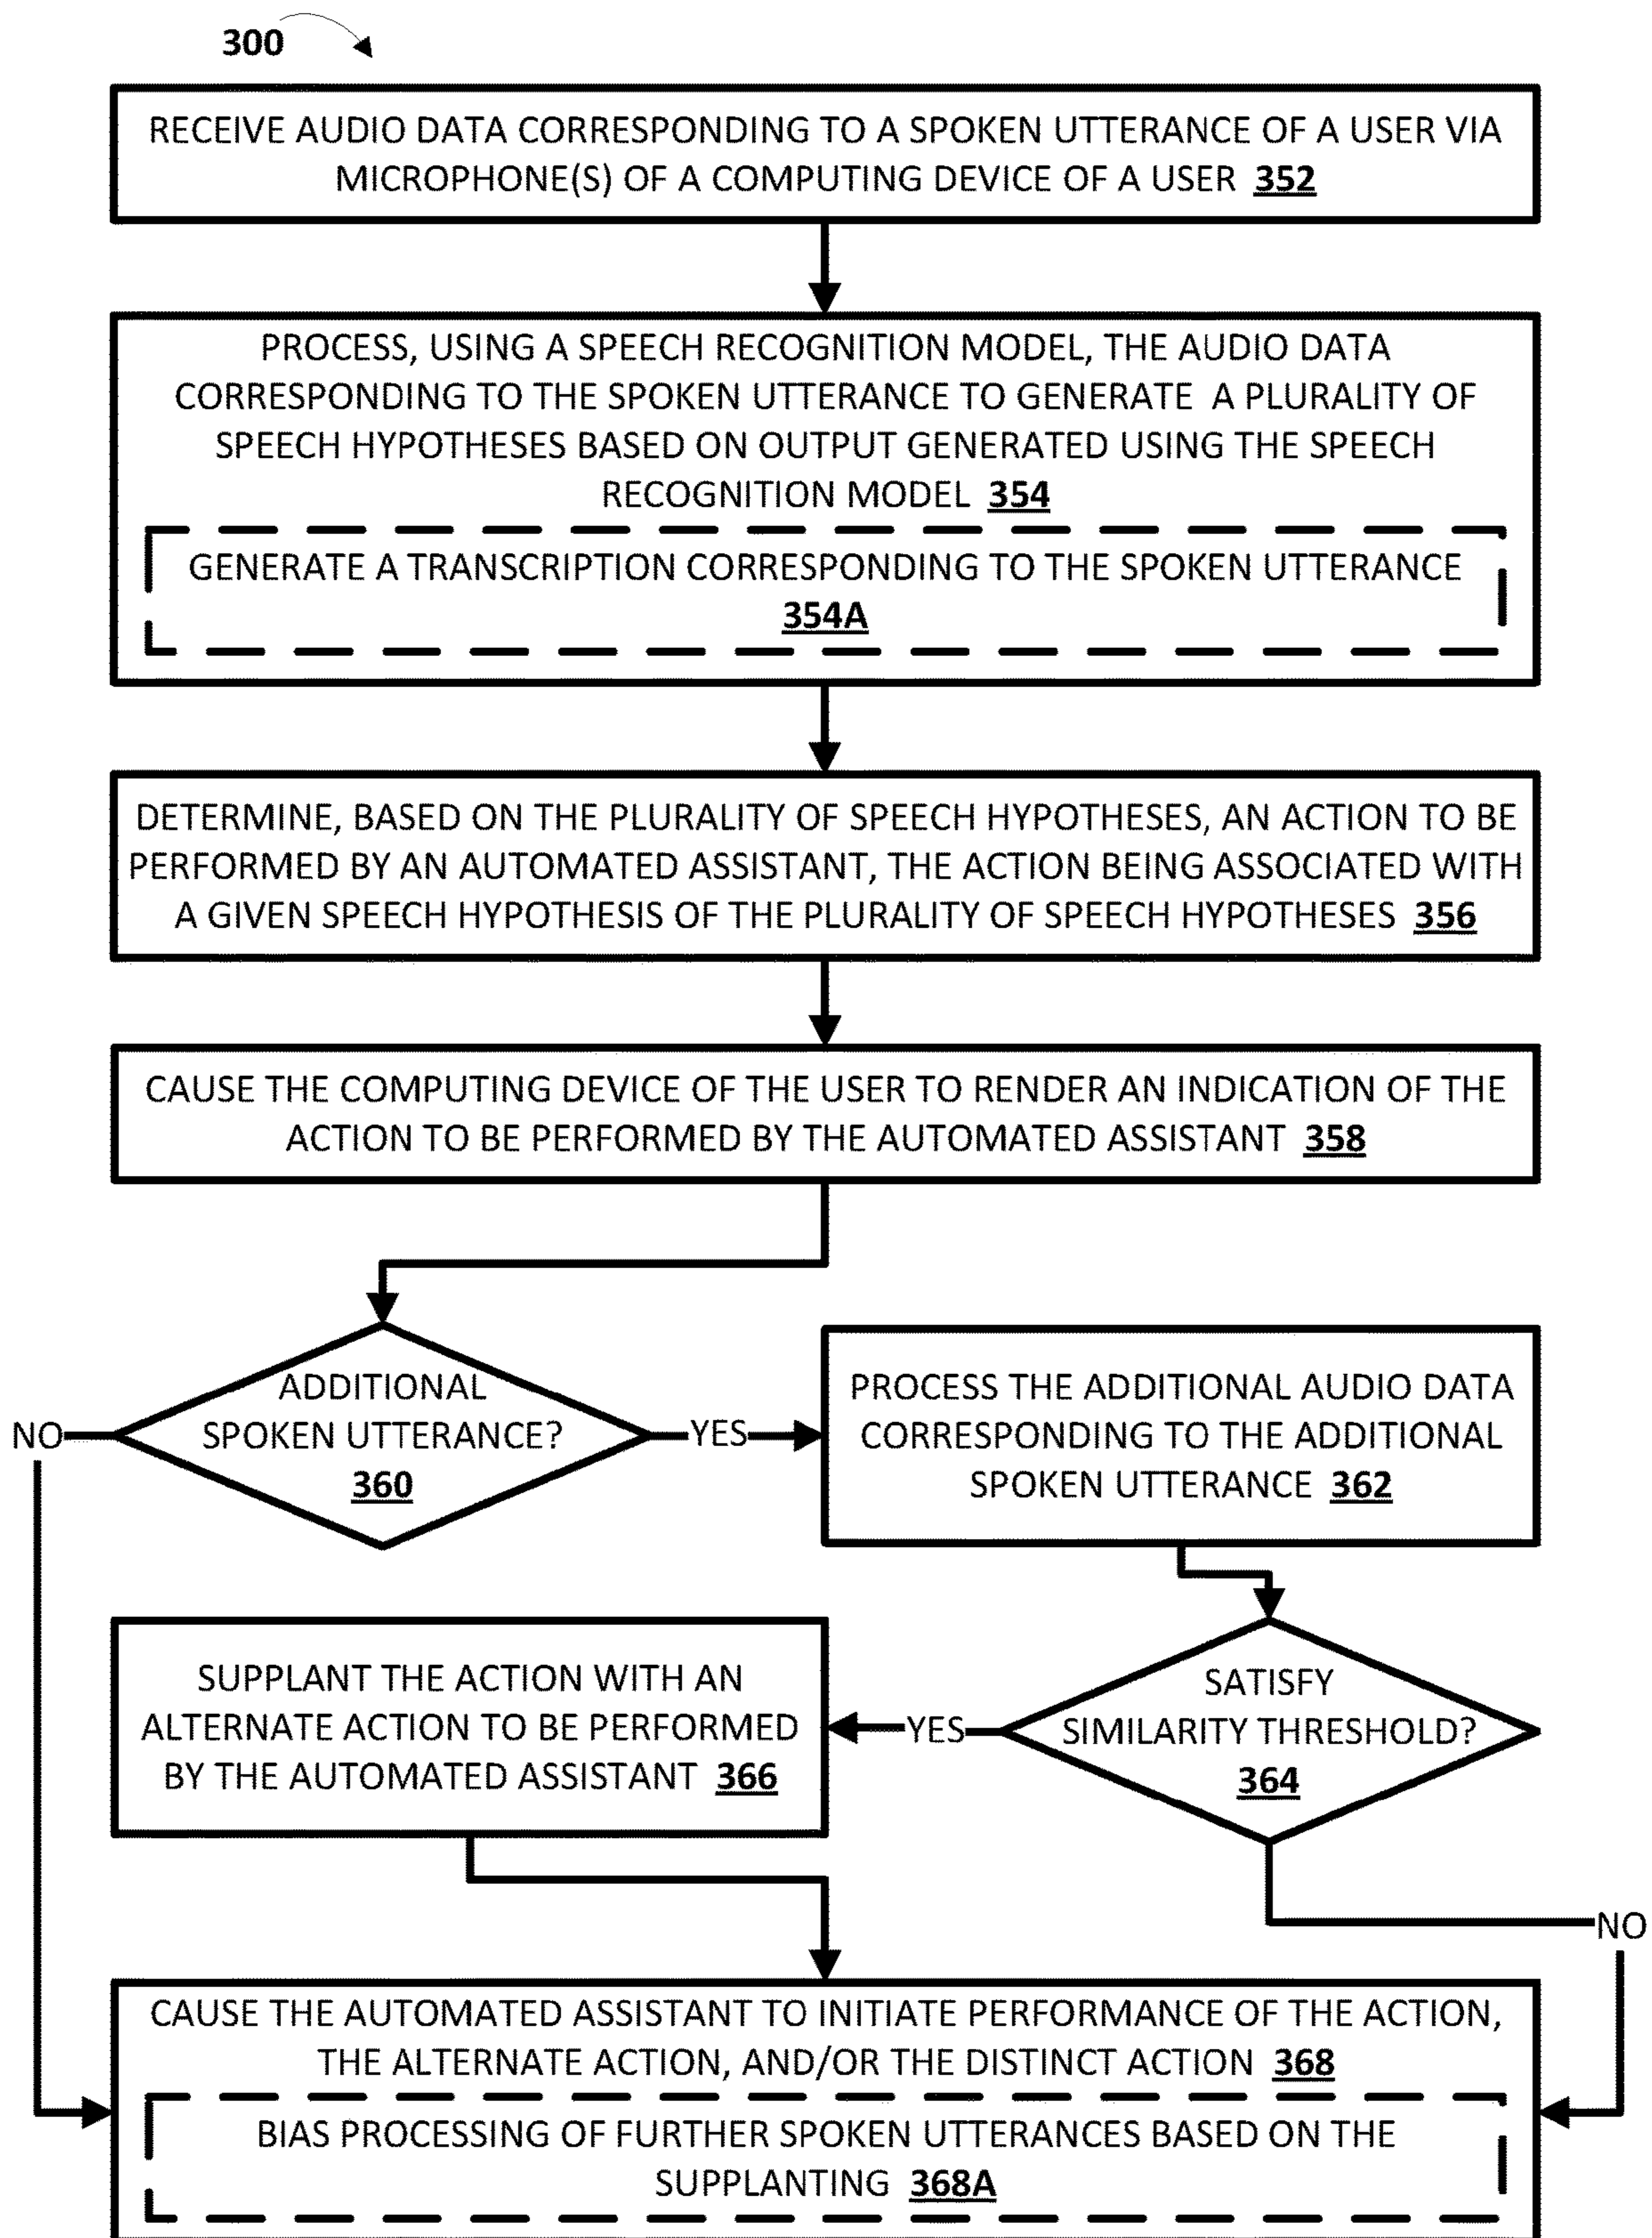 300
RECEIVE AUDIO DATA CORRESPONDING TO A SPOKEN UTTERANCE OF A USER VIA
MICROPHONE(S) OF A COMPUTING DEVICE OF A USER 352
PROCESS, USING A SPEECH RECOGNITION MODEL, THE AUDIO DATA
CORRESPONDING TO THE SPOKEN UTTERANCE TO GENERATE A PLURALITY OF
SPEECH HYPOTHESES BASED ON OUTPUT GENERATED USING THE SPEECH
RECOGNITION MODEL 354
GENERATE A TRANSCRIPTION CORRESPONDING TO THE SPOKEN UTTERANCE
354A
DETERMINE, BASED ON THE PLURALITY OF SPEECH HYPOTHESES, AN ACTION TO BE
PERFORMED BY AN AUTOMATED ASSISTANT, THE ACTION BEING ASSOCIATED WITH
A GIVEN SPEECH HYPOTHESIS OF THE PLURALITY OF SPEECH HYPOTHESES 356
CAUSE THE COMPUTING DEVICE OF THE USER TO RENDER AN INDICATION OF THE
ACTION TO BE PERFORMED BY THE AUTOMATED ASSISTANT 358
ADDITIONAL
SPOKEN UTTERANCE?
360
NO
YES
PROCESS THE ADDITIONAL AUDIO DATA
CORRESPONDING TO THE ADDITIONAL
SPOKEN UTTERANCE 362
SATISFY
SIMILARITY THRESHOLD?
364
YES
NO
SUPPLANT THE ACTION WITH AN
ALTERNATE ACTION TO BE PERFORMED
BY THE AUTOMATED ASSISTANT 366
CAUSE THE AUTOMATED ASSISTANT TO INITIATE PERFORMANCE OF THE ACTION,
THE ALTERNATE ACTION, AND/OR THE DISTINCT ACTION 368
BIAS PROCESSING OF FURTHER SPOKEN UTTERANCES BASED ON THE
SUPPLANTING 368A